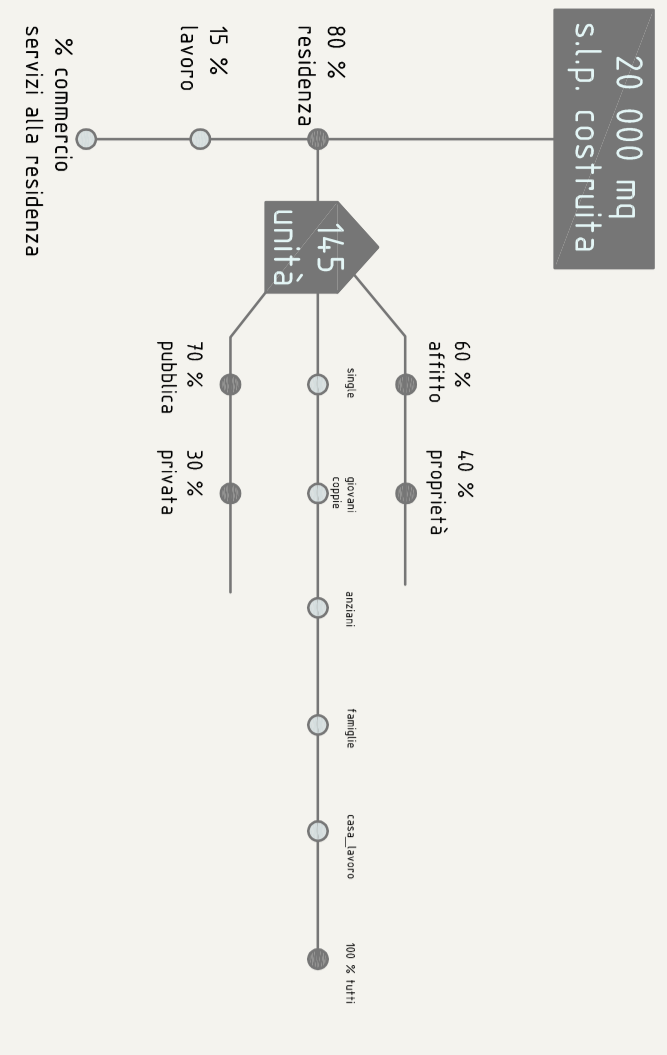 20 000 mq
s.l.p. costruita
80 %
residenza
15 %
lavoro
% commercio
servizi alla residenza
145
unità
60 %
affitto
40 %
proprietà
single
giovani
coppie
anziani
famiglie
casa_lavoro
100 % tutti
70 %
pubblica
30 %
privata